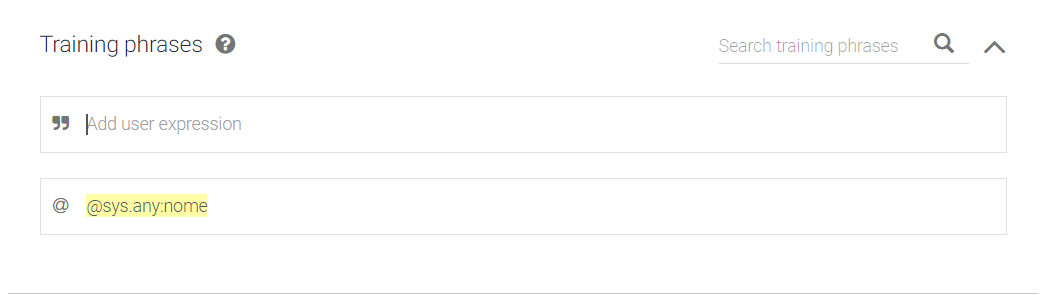 Training phrases ?
Search training phrases
Add user expression
@ @sys.any:nome